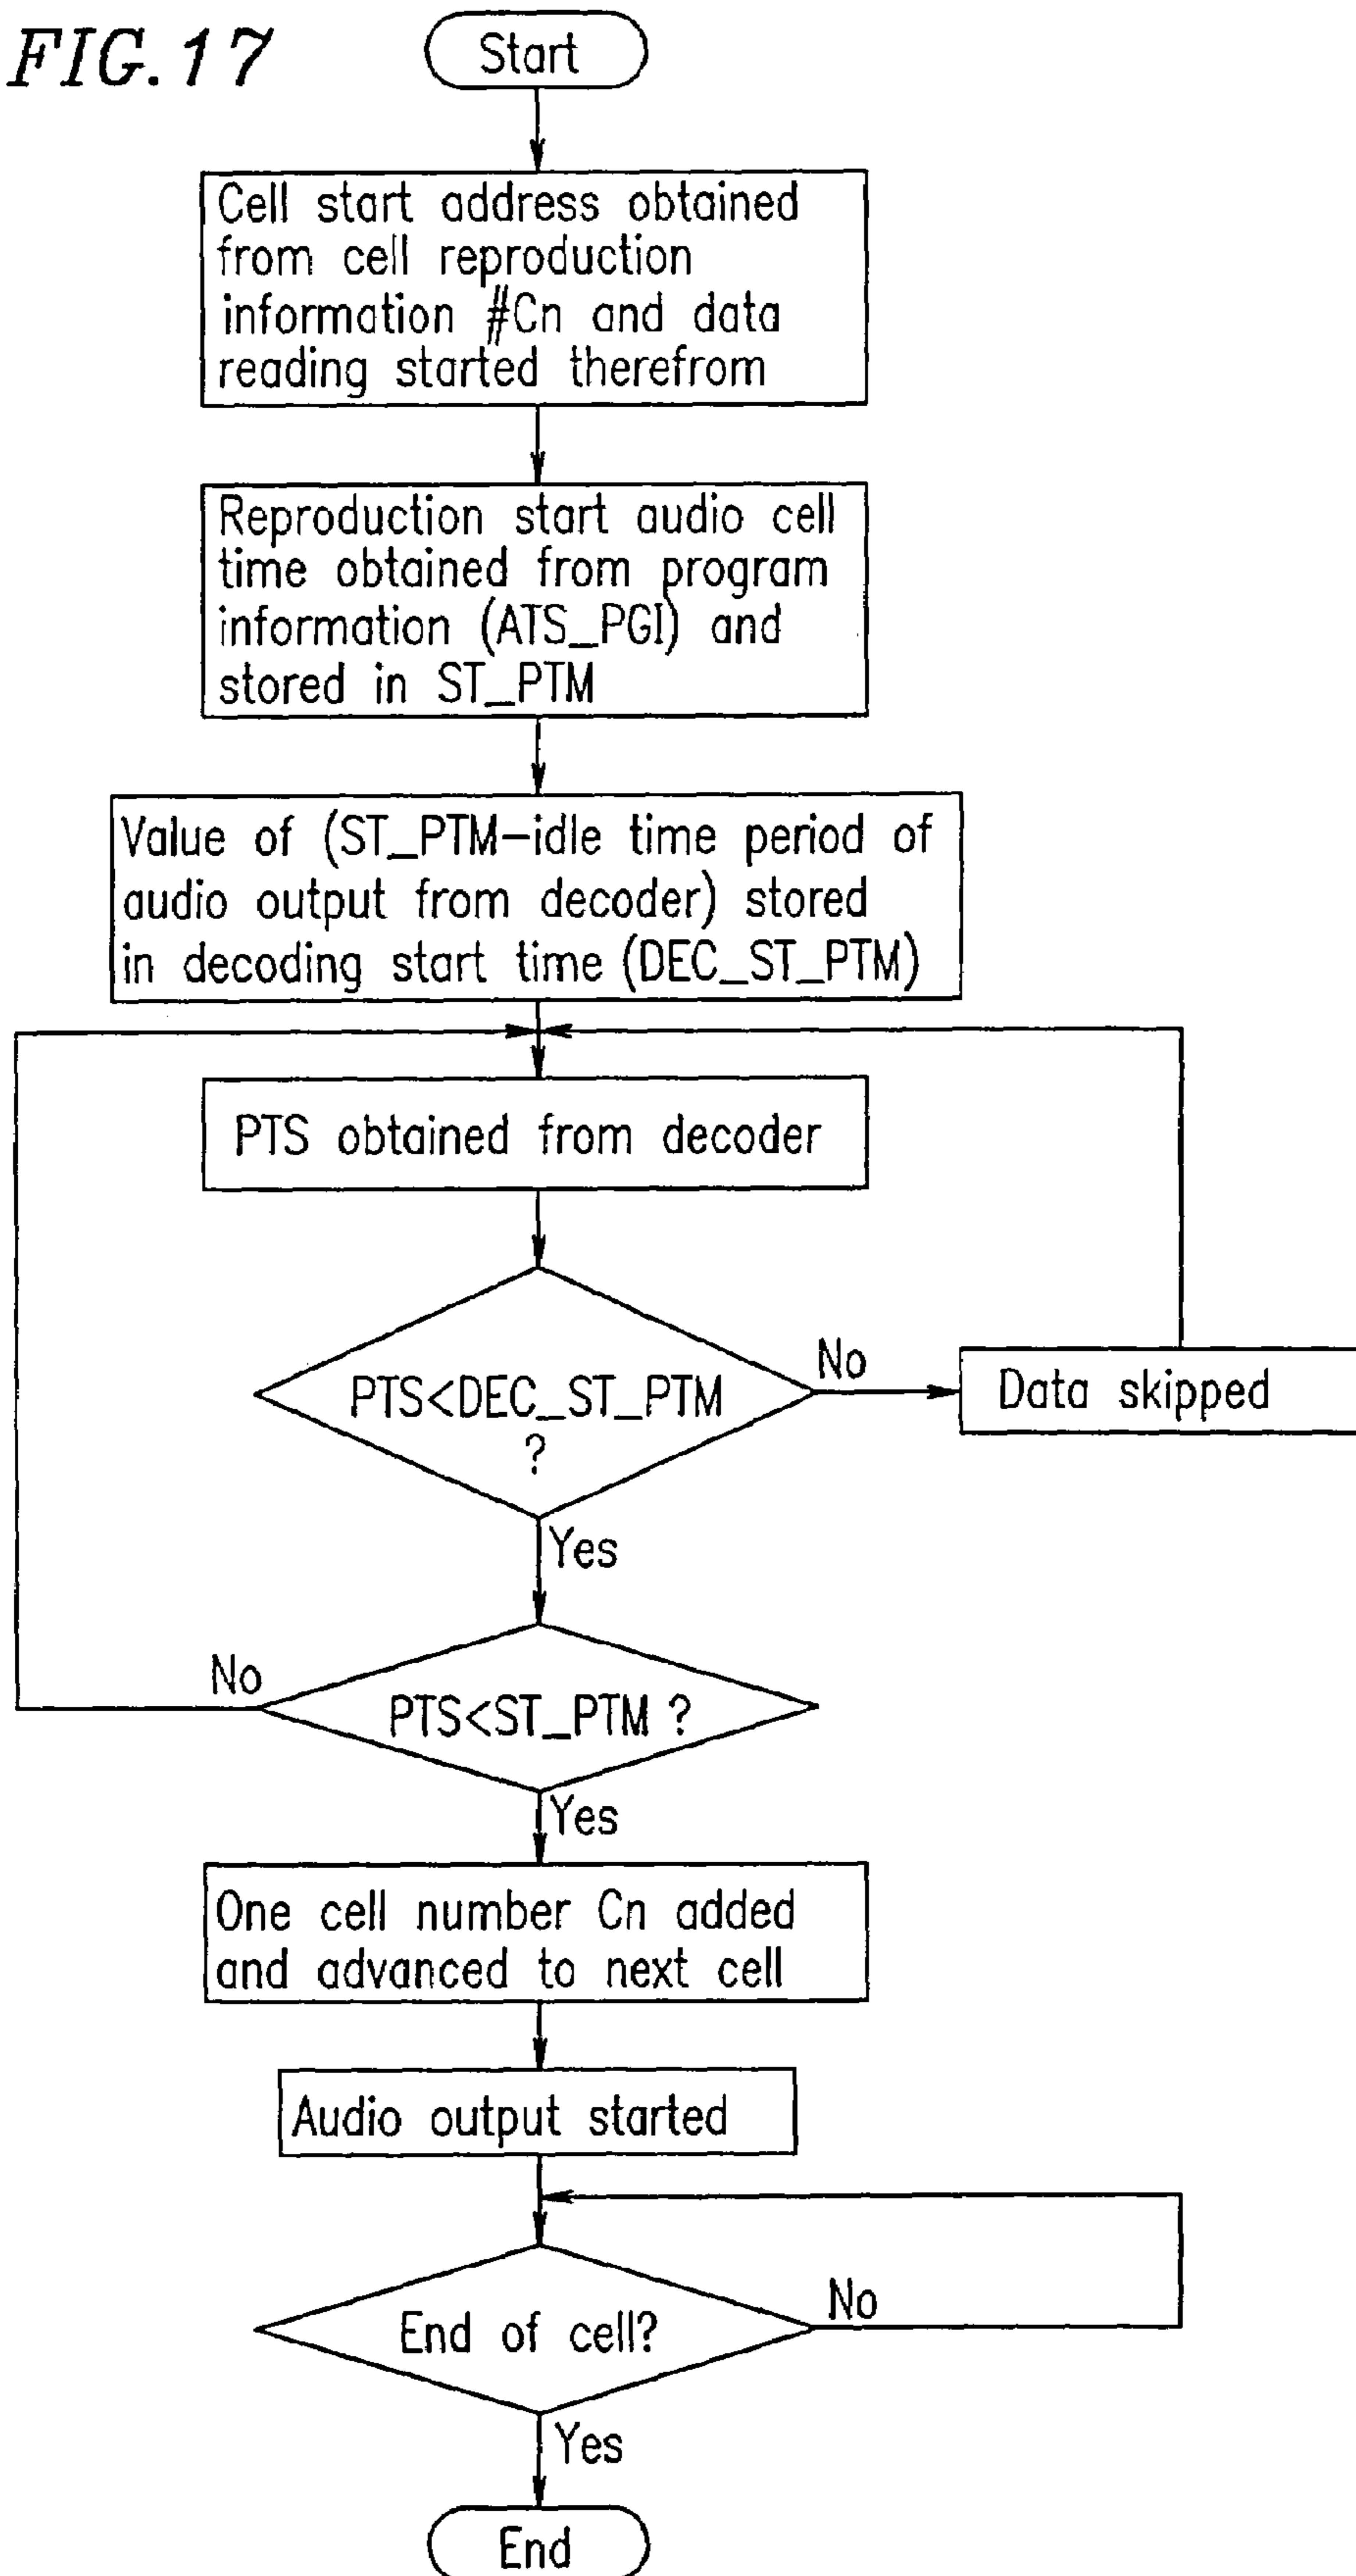 FIG.17
Start
Cell start address obtained
from cell reproduction
information #Cn and data
reading started therefrom
Reproduction start audio cell
time obtained from program
information (ATS_PGI) and
stored in ST_PTM
Value of (ST_PTM-idle time period of
audio output from decoder) stored
in decoding start time (DEC_ST_PTM)
PTS obtained from decoder
PTS<DEC_ST_PTM
?
No
Data skipped
Yes
No
PTS<ST_PTM ?
Yes
One cell number Cn added
and advanced to next cell
Audio output started
End of cell?
No
Yes
End